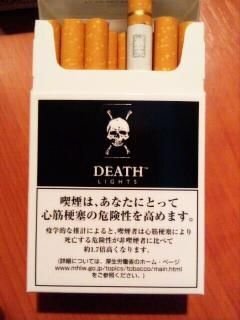 DEATH™
LIGHTS
喫煙は、あなたにとって
心筋梗塞の危険性を高めます。
疫学的な推計によると、喫煙者は心筋梗塞により
死亡する危険性が非喫煙者に比べて
約1.7倍高くなります。
(詳細については、厚生労働省のホーム・ページ
www.mhlw.go.jp/topics/tobacco/main.html
をご参照ください。)